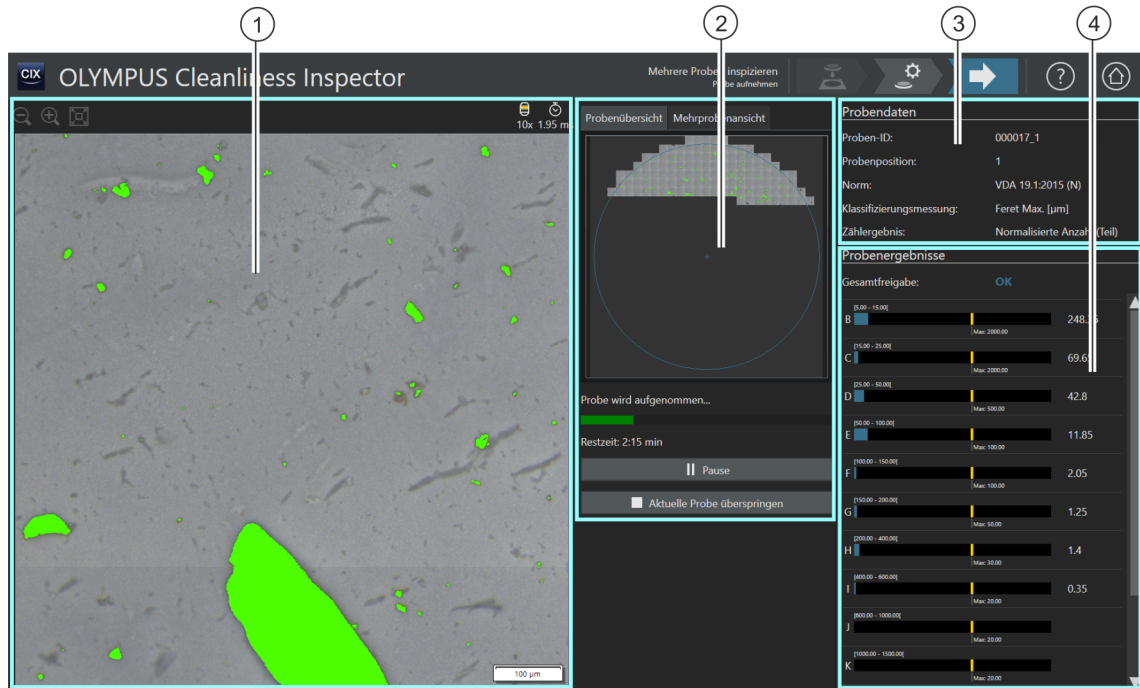 1
2
3
4
CIX
OLYMPUS Cleanliness Inspector
Mehrere Proben inspizieren
Probe aufnehmen
?
10x 1.95
100 µm
Probenübersicht Mehrprobenansicht
Probe wird aufgenommen...
Restzeit: 2:15 min
Pause
Aktuelle Probe überspringen
Probendaten
Proben-ID: 000017_1
Probenposition: 1
Norm: VDA 19.1:2015 (N)
Klassifizierungsmessung: Feret Max. [µm]
Zählergebnis: Normalisierte Anzahl (Teil)
Probenergebnisse
Gesamtfreigabe: OK
[5.00 - 15.00[
B
Max: 2000.00
[15.00 - 25.00[
C 69.65
Max: 2000.00
[25.00 - 50.00[
D 42.8
Max: 500.00
[50.00 - 100.00[
E 11.85
Max: 100.00
[100.00 - 150.00[
F 2.05
Max: 100.00
[150.00 - 200.00[
G 1.25
Max: 50.00
[200.00 - 400.00[
H 1.4
Max: 30.00
[400.00 - 600.00[
I 0.35
Max: 20.00
[600.00 - 1000.00[
J
Max: 20.00
[1000.00 - 1500.00[
K
Max: 20.00